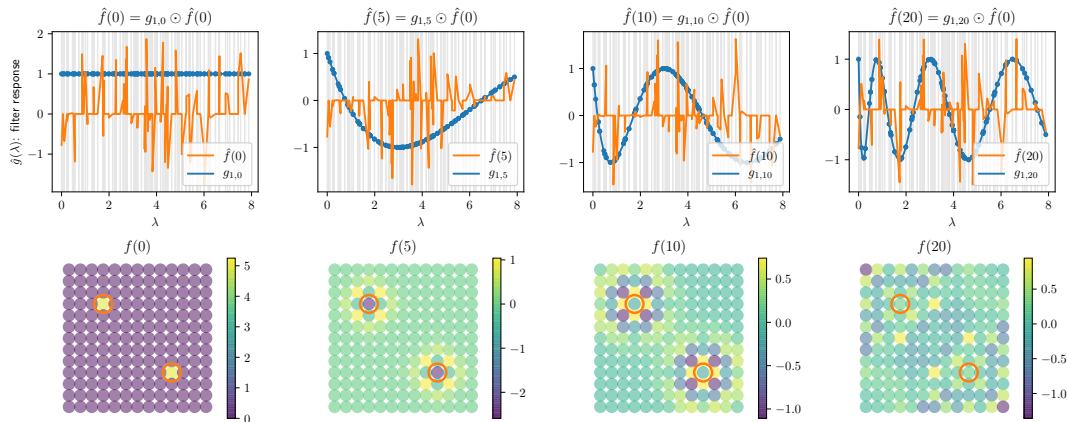 f̂(0) = g₁,₀ ⊙ f̂(0)
f̂(5) = g₁,₅ ⊙ f̂(0)
f̂(10) = g₁,₁₀ ⊙ f̂(0)
f̂(20) = g₁,₂₀ ⊙ f̂(0)
ĝ(λ): filter response
2
1
0
−1
f̂(0)
g₁,₀
0 2 4 6 8
λ
1
0
−1
−2
f̂(5)
g₁,₅
0 2 4 6 8
λ
1
0
−1
f̂(10)
g₁,₁₀
0 2 4 6 8
λ
1
0
−1
f̂(20)
g₁,₂₀
0 2 4 6 8
λ
f(0)
5
4
3
2
1
0
f(5)
1
0
−1
−2
f(10)
0.5
0.0
−0.5
−1.0
f(20)
0.5
0.0
−0.5
−1.0